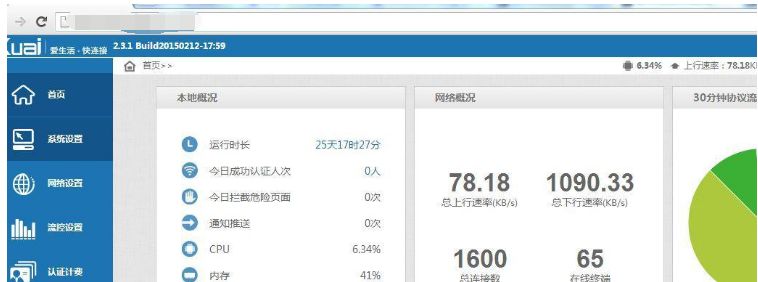 Kuai 爱生活·快连接 2.3.1 Build20150212-17:59
首页>> 6.34% 上行速率：78.18K
首页
系统设置
网络设置
流控设置
认证计费
本地概况
运行时长 25天17时27分
今日成功认证人次 0人
今日拦截危险页面 0次
通知推送 0次
CPU 6.34%
内存 41%
网络概况
78.18 1090.33
总上行速率(KB/s) 总下行速率(KB/s)
1600 65
总连接数 在线终端
30分钟协议流